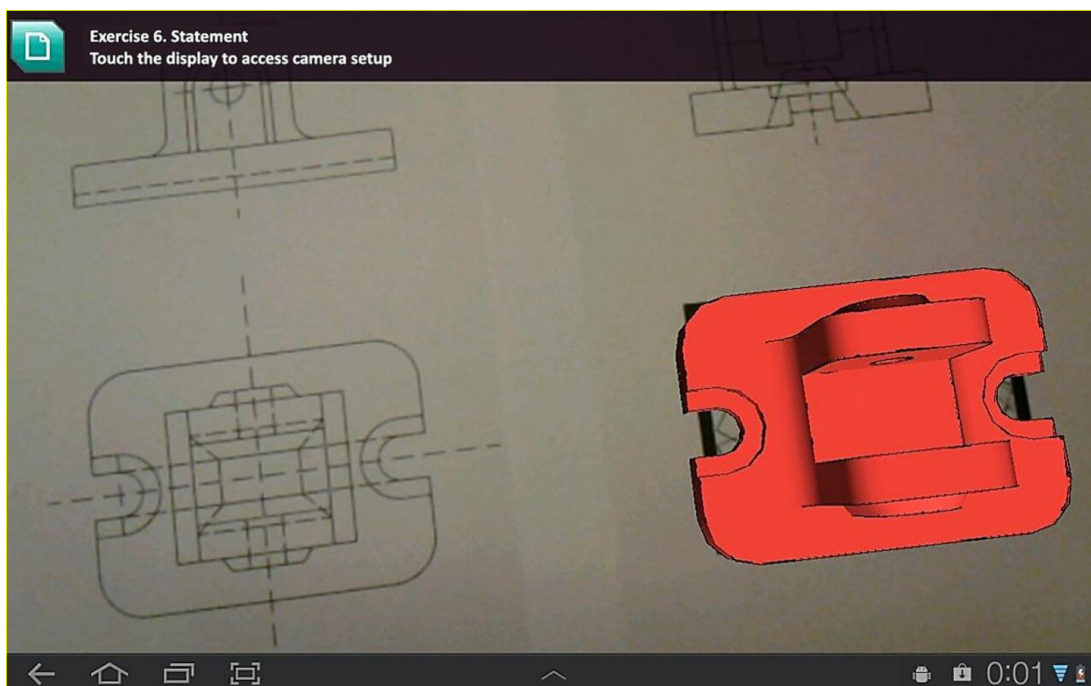 Exercise 6. Statement
Touch the display to access camera setup
0:01